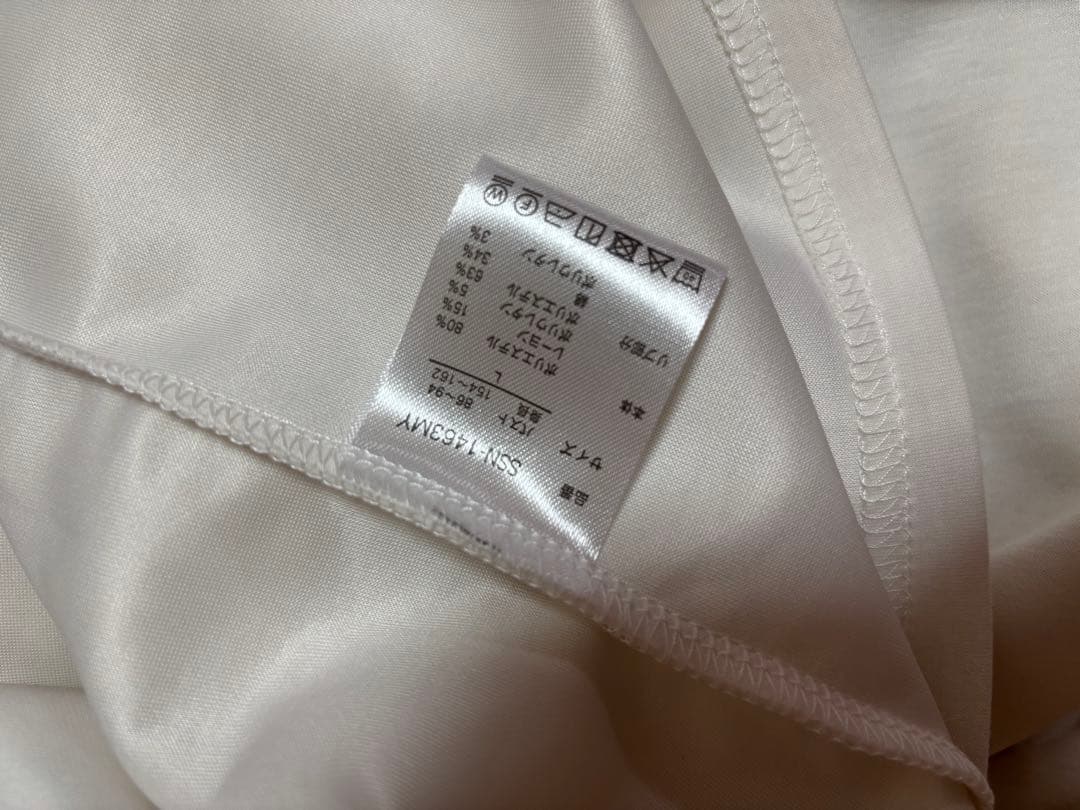 品番 SSN-1463MY
サイズ バスト 86～94
身長 154～162
L
本体 ポリエステル 80%
レーヨン 15%
ポリウレタン 5%
リブ部分 ポリエステル 63%
綿 34%
ポリウレタン 3%
40
F
W